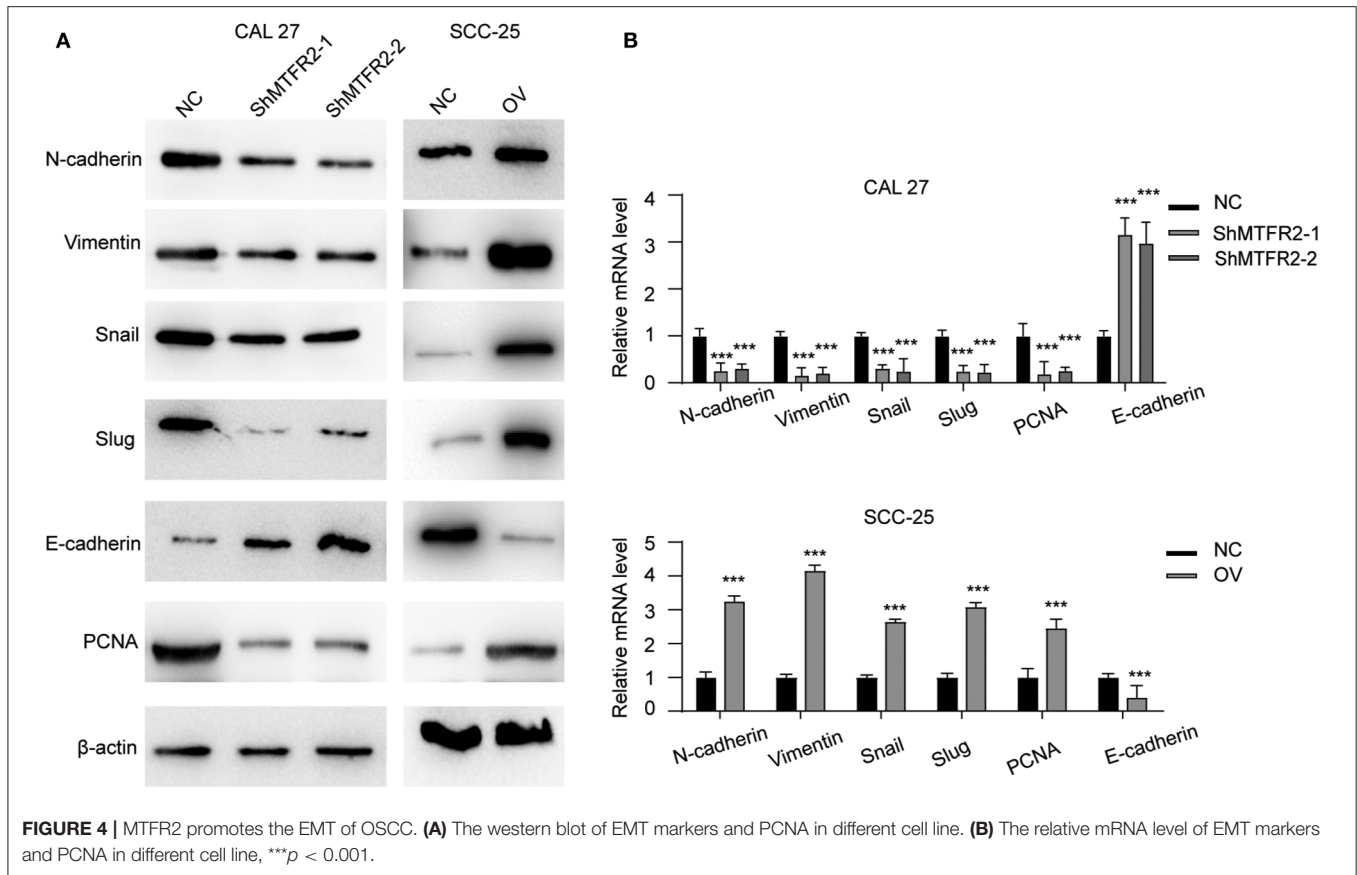 A
CAL 27
SCC-25
NC
ShMTFR2-1
ShMTFR2-2
NC
OV
N-cadherin
Vimentin
Snail
Slug
E-cadherin
PCNA
β-actin
B
CAL 27
Relative mRNA level
4
3
2
1
0
*** ***
*** ***
*** ***
*** ***
*** ***
*** ***
N-cadherin
Vimentin
Snail
Slug
PCNA
E-cadherin
NC
ShMTFR2-1
ShMTFR2-2
SCC-25
Relative mRNA level
5
4
3
2
1
0
***
***
***
***
***
***
N-cadherin
Vimentin
Snail
Slug
PCNA
E-cadherin
NC
OV
FIGURE 4 | MTFR2 promotes the EMT of OSCC. (A) The western blot of EMT markers and PCNA in different cell line. (B) The relative mRNA level of EMT markers
and PCNA in different cell line, ***p < 0.001.